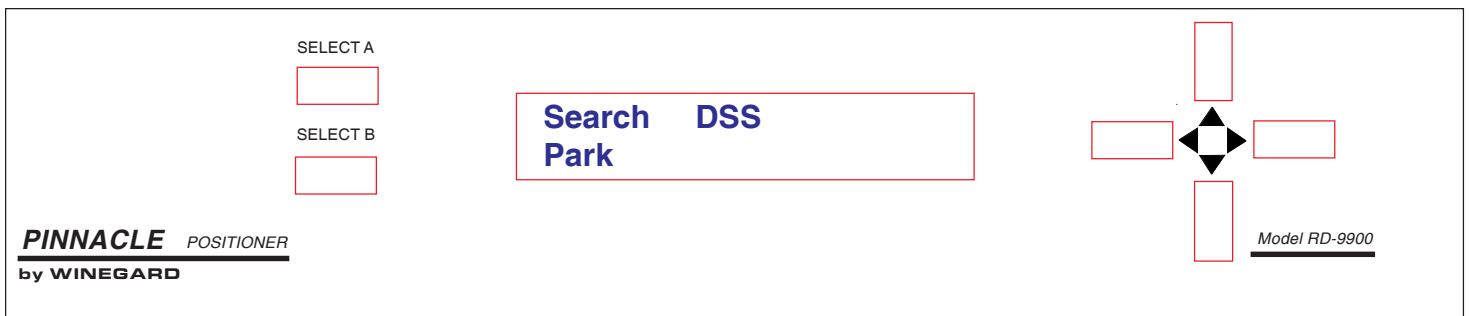 SELECT A
SELECT B
Search DSS
Park
PINNACLE POSITIONER
by WINEGARD
Model RD-9900